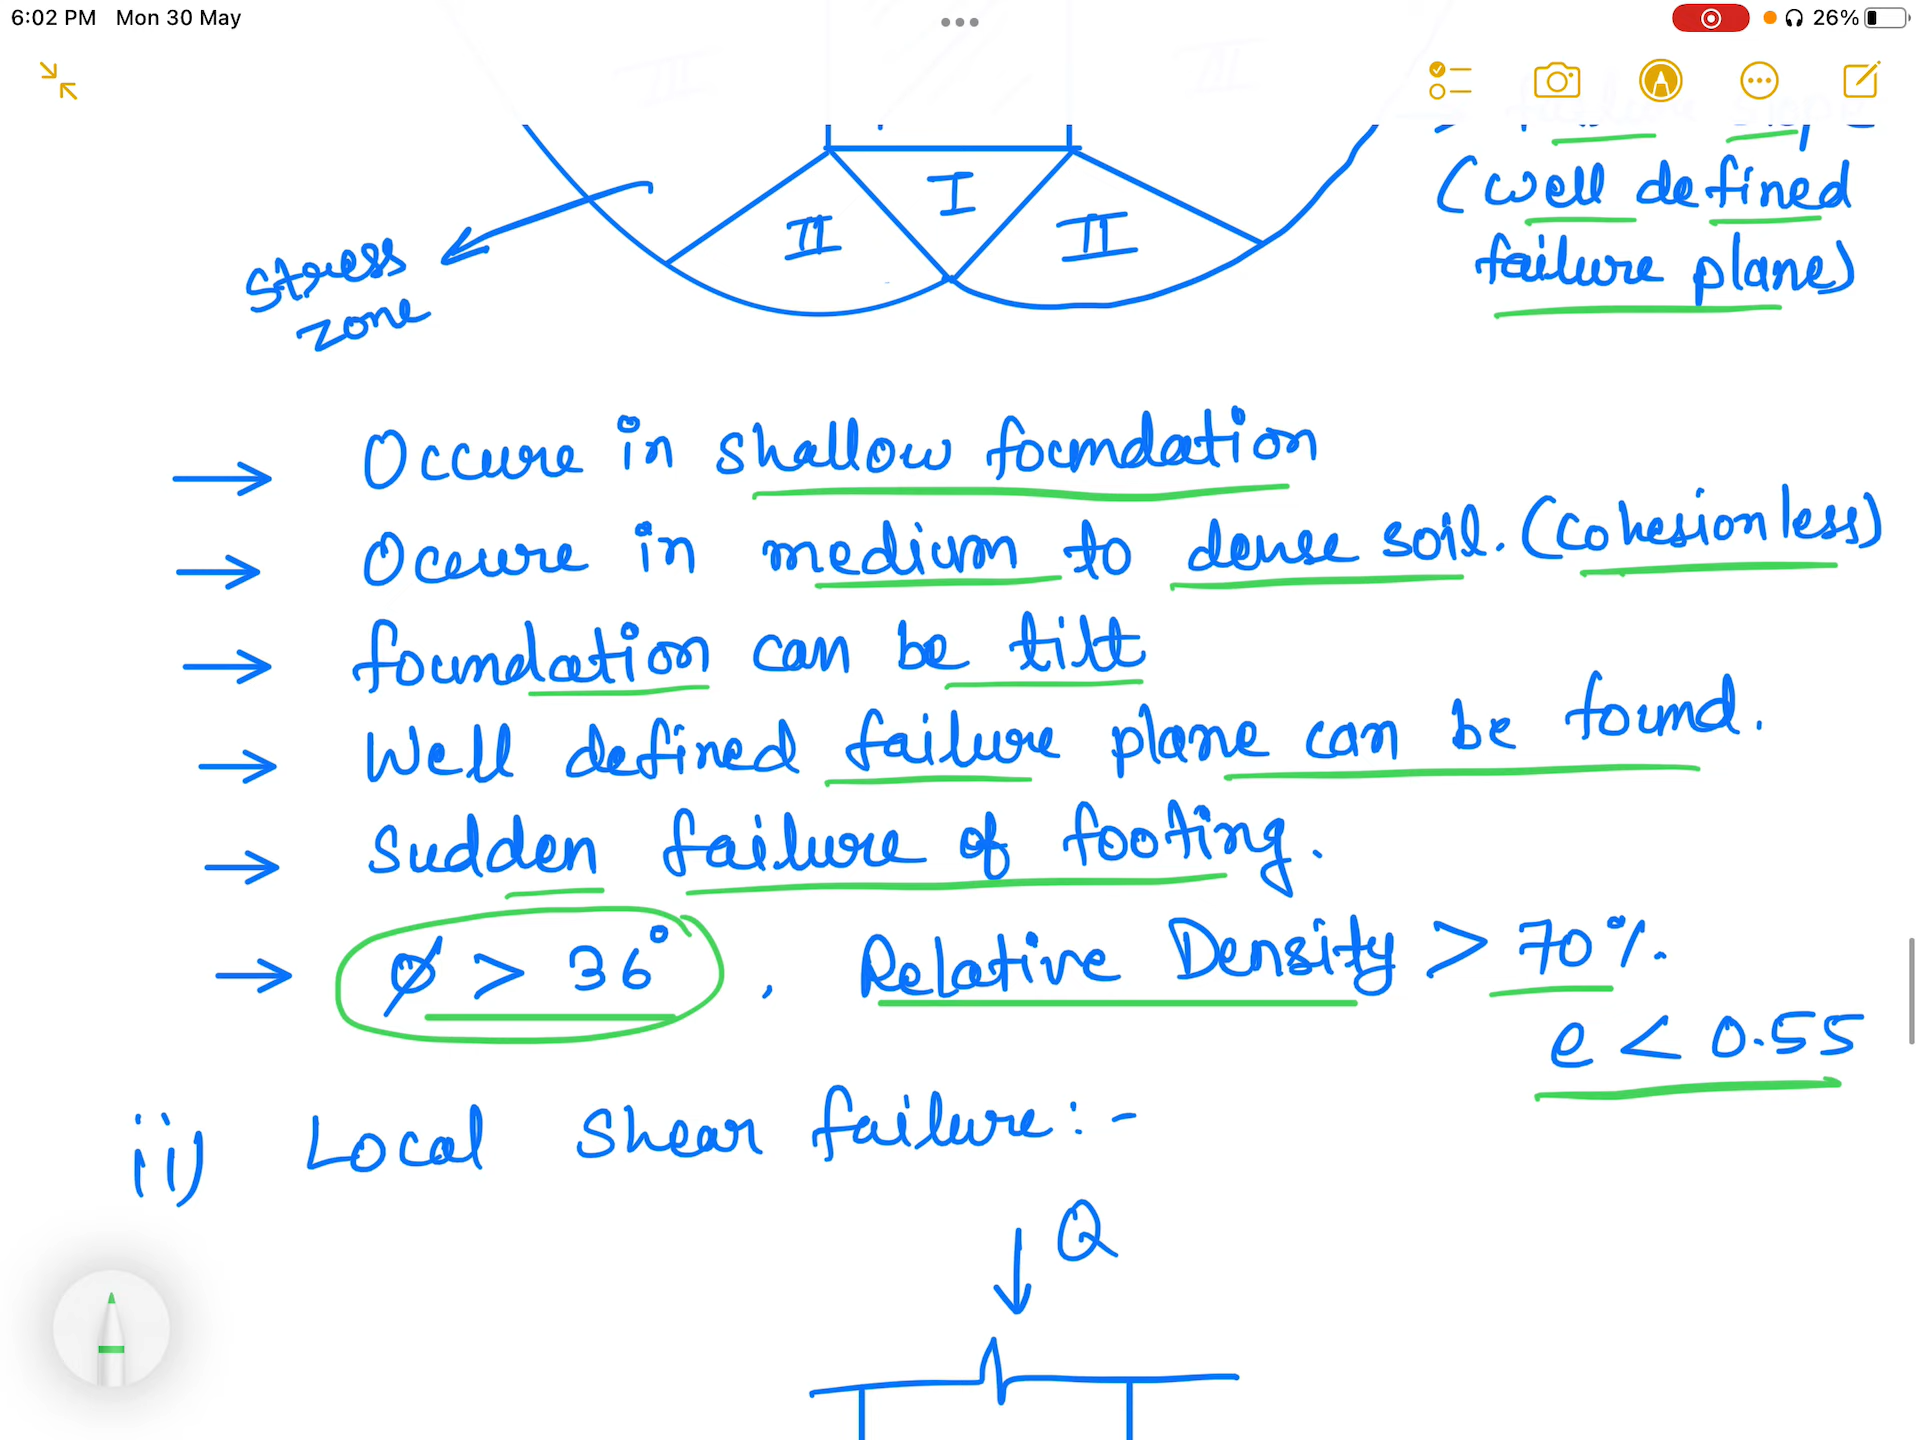 6:02 PM Mon 30 May
26%
I
II
II
(well defined
failure plane)
Stress
zone
→ Occure in shallow foundation
→ Occure in medium to dense soil. (Cohesionless)
→ foundation can be tilt
→ Well defined failure plane can be found.
→ Sudden failure of footing.
→ ø > 36°, Relative Density > 70%.
e < 0.55
ii) Local Shear failure:-
Q